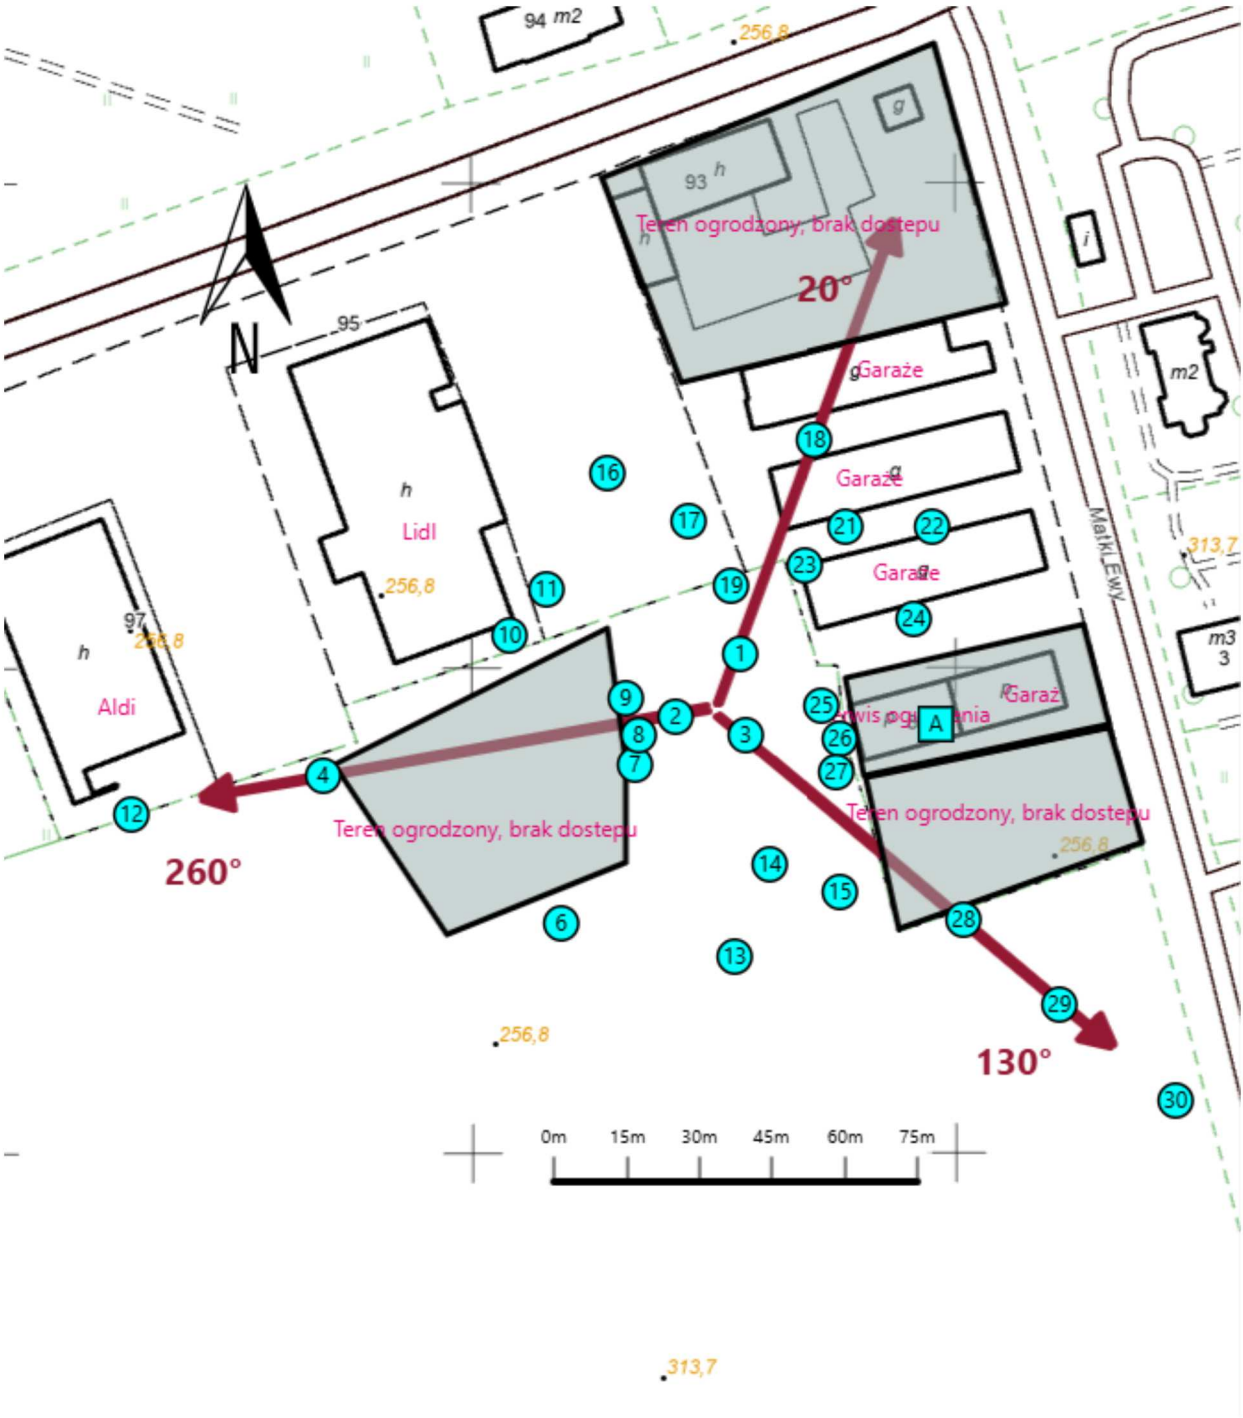 94 m2
256,8
g
93 h
h
Teren ogrodzony, brak dostepu
i
20°
95
N
m2
g
Garaże
18
16
g
Garaże
h
17
21
22
Lidl
Matki Ewy
313,7
23
g
Garaże
11
19
256,8
24
97
10
256,8
m3
3
h
1
p
Garaż
9
25
Aldi
2
A
8
26
3
7
27
4
12
Teren ogrodzony, brak dostepu
Teren ogrodzony, brak dostepu
256,8
260°
14
15
6
28
13
29
256,8
130°
30
0m 15m 30m 45m 60m 75m
313,7